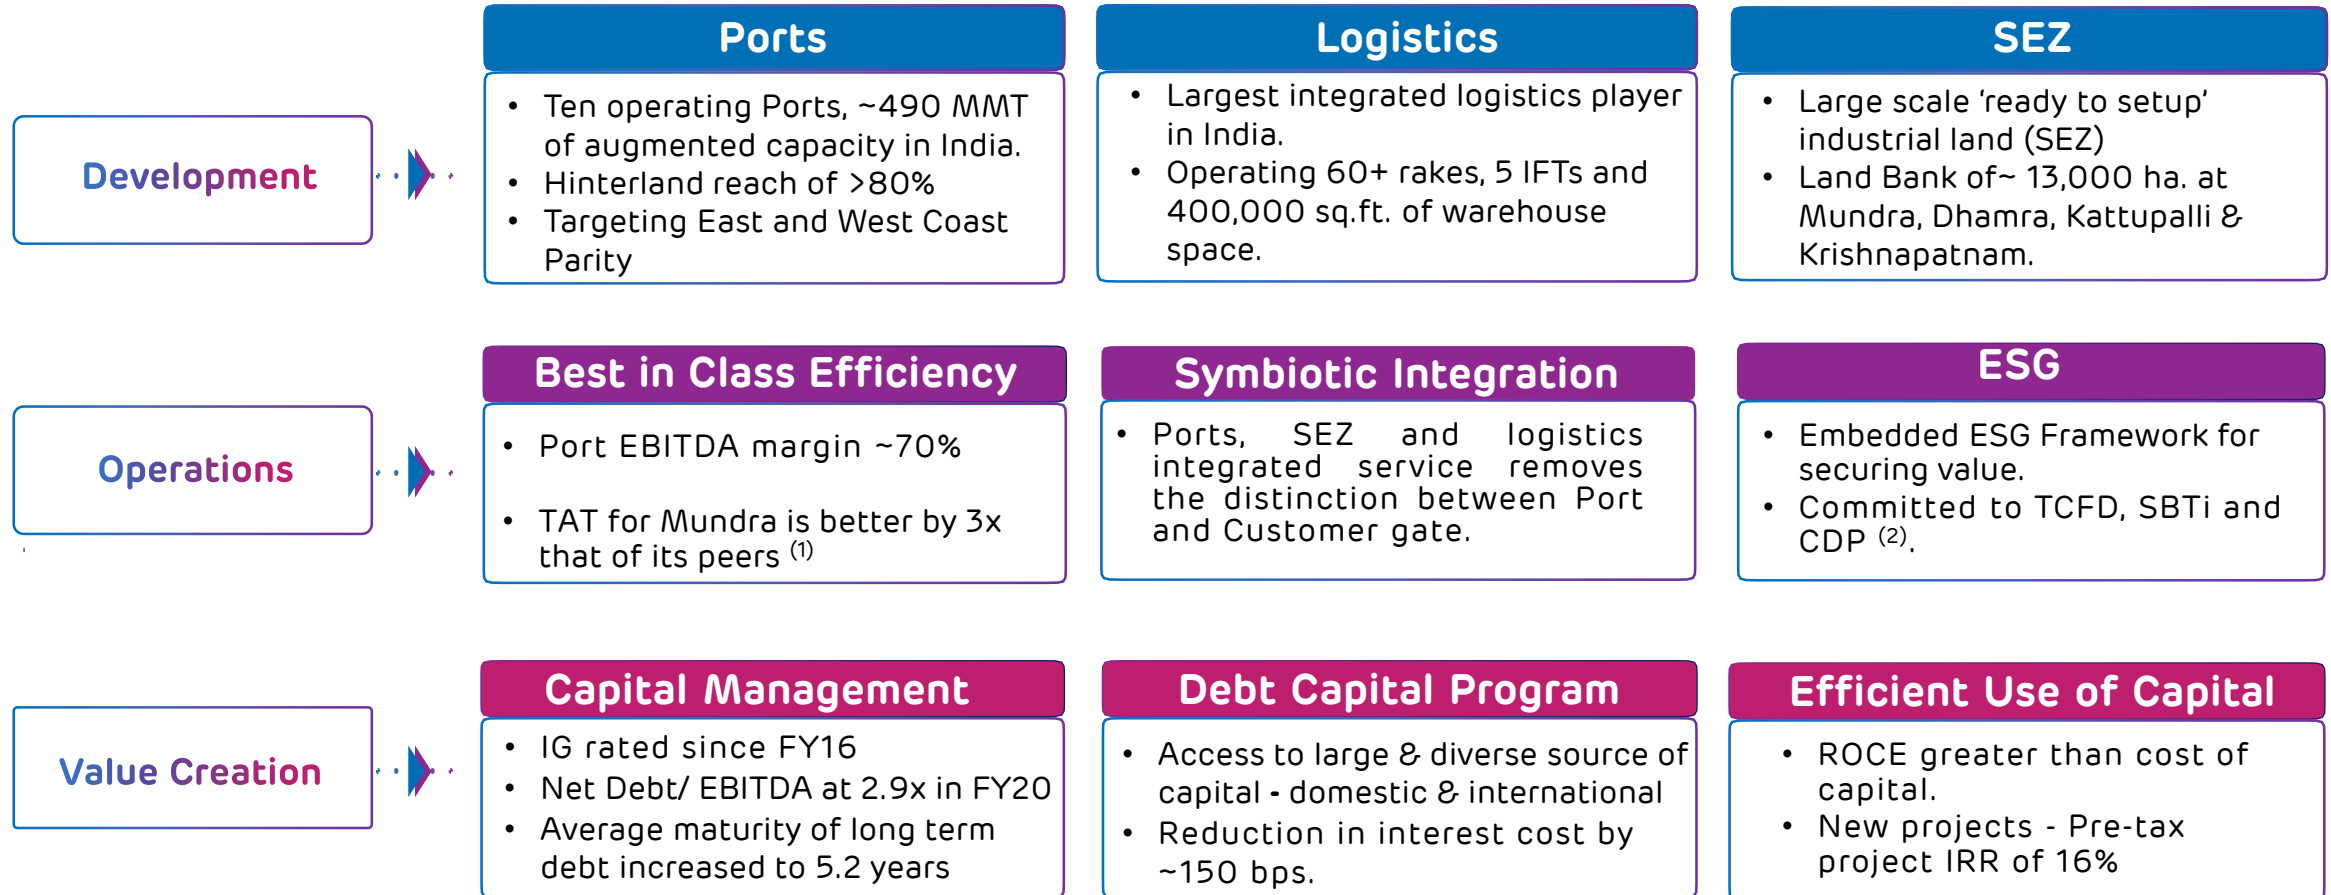 Development
Ports
• Ten operating Ports, ~490 MMT
of augmented capacity in India.
• Hinterland reach of >80%
• Targeting East and West Coast
Parity
Logistics
• Largest integrated logistics player
in India.
• Operating 60+ rakes, 5 IFTs and
400,000 sq.ft. of warehouse
space.
SEZ
• Large scale ‘ready to setup’
industrial land (SEZ)
• Land Bank of~ 13,000 ha. at
Mundra, Dhamra, Kattupalli &
Krishnapatnam.
Operations
Best in Class Efficiency
• Port EBITDA margin ~70%
• TAT for Mundra is better by 3x
that of its peers (1)
Symbiotic Integration
• Ports, SEZ and logistics
integrated service removes
the distinction between Port
and Customer gate.
ESG
• Embedded ESG Framework for
securing value.
• Committed to TCFD, SBTi and
CDP (2).
Value Creation
Capital Management
• IG rated since FY16
• Net Debt/ EBITDA at 2.9x in FY20
• Average maturity of long term
debt increased to 5.2 years
Debt Capital Program
• Access to large & diverse source of
capital - domestic & international
• Reduction in interest cost by
~150 bps.
Efficient Use of Capital
• ROCE greater than cost of
capital.
• New projects - Pre-tax
project IRR of 16%